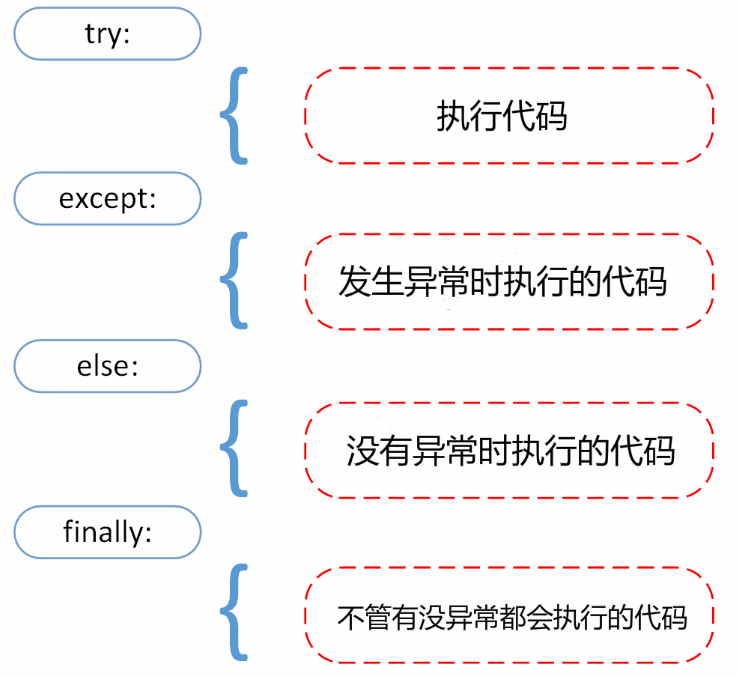 try:
执行代码
except:
发生异常时执行的代码
else:
没有异常时执行的代码
finally:
不管有没异常都会执行的代码